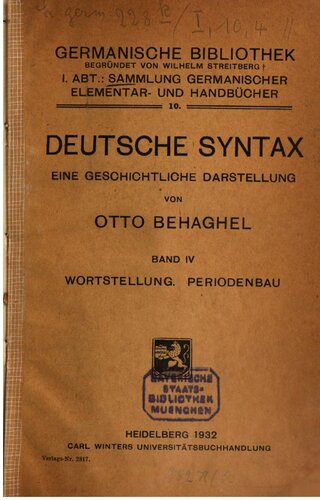 GERMANISCHE BIBLIOTHEK
BEGRÜNDET VON WILHELM STREITBERG †
I. ABT.: SAMMLUNG GERMANISCHER
ELEMENTAR- UND HANDBÜCHER
10.
DEUTSCHE SYNTAX
EINE GESCHICHTLICHE DARSTELLUNG
VON
OTTO BEHAGHEL
BAND IV
WORTSTELLUNG. PERIODENBAU
BAYERISCHE
STAATS-
BIBLIOTHEK
MUENCHEN
HEIDELBERG 1932
CARL WINTERS UNIVERSITÄTSBUCHHANDLUNG
Verlags-Nr. 2817.